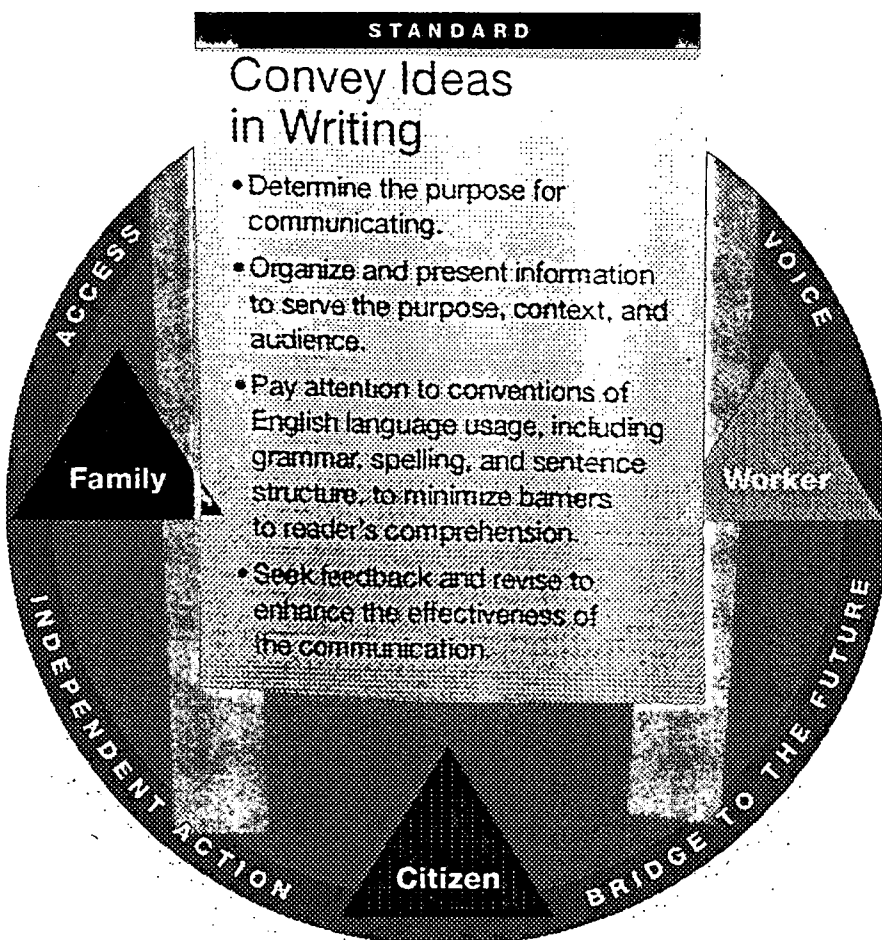 STANDARD
Convey Ideas
in Writing
• Determine the purpose for
communicating.
• Organize and present information
to serve the purpose, context, and
audience.
• Pay attention to conventions of
English language usage, including
grammar, spelling, and sentence
structure, to minimize barriers
to reader's comprehension.
• Seek feedback and revise to
enhance the effectiveness of
the communication.
ACCESS
VOICE
Family
Worker
INDEPENDENT ACTION
BRIDGE TO THE FUTURE
Citizen